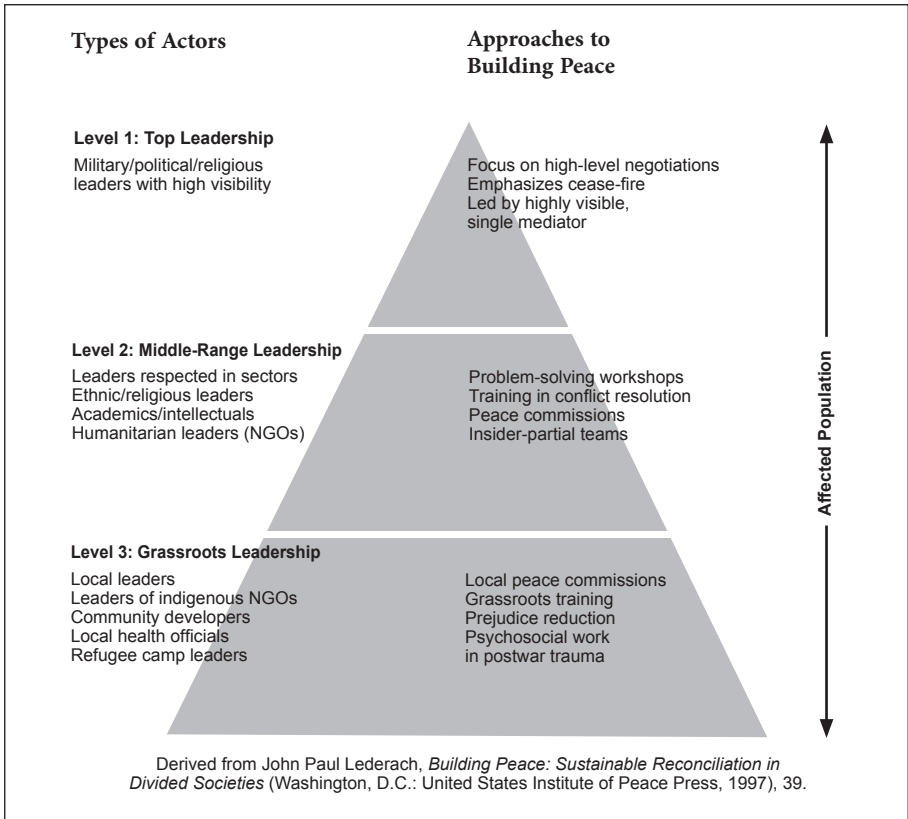 Types of Actors
Approaches to
Building Peace
Level 1: Top Leadership
Military/political/religious
leaders with high visibility
Focus on high-level negotiations
Emphasizes cease-fire
Led by highly visible,
single mediator
Level 2: Middle-Range Leadership
Leaders respected in sectors
Ethnic/religious leaders
Academics/intellectuals
Humanitarian leaders (NGOs)
Problem-solving workshops
Training in conflict resolution
Peace commissions
Insider-partial teams
Level 3: Grassroots Leadership
Local leaders
Leaders of indigenous NGOs
Community developers
Local health officials
Refugee camp leaders
Local peace commissions
Grassroots training
Prejudice reduction
Psychosocial work
in postwar trauma
Affected Population
Derived from John Paul Lederach, Building Peace: Sustainable Reconciliation in
Divided Societies (Washington, D.C.: United States Institute of Peace Press, 1997), 39.